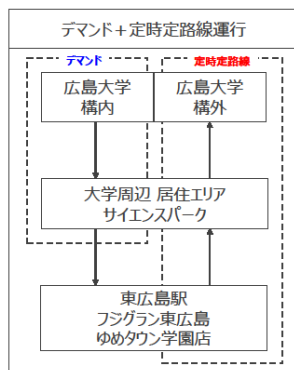 デマンド＋定時定路線運行
デマンド
定時定路線
広島大学
構内
広島大学
構外
大学周辺 居住エリア
サイエンスパーク
東広島駅
フジグラン東広島
ゆめタウン学園店